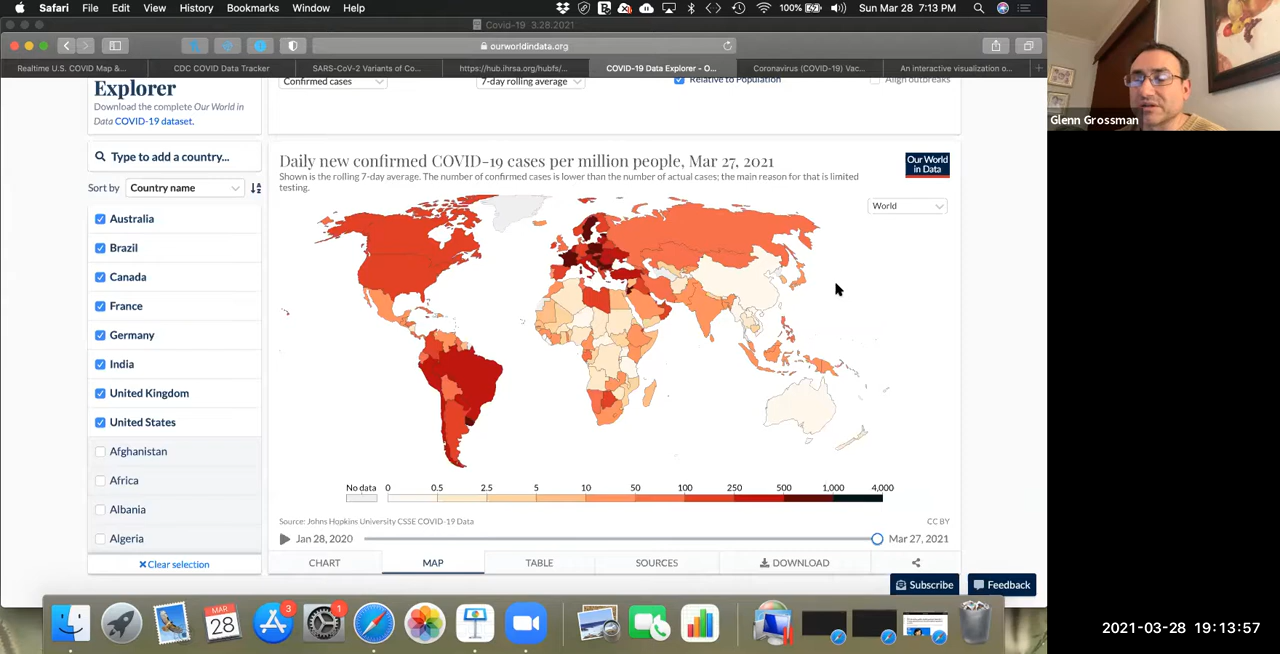 Safari File Edit View History Bookmarks Window Help
100% Sun Mar 28 7:13 PM
Covid-19 3.28.2021
ourworldindata.org
Realtime U.S. COVID Map &...
CDC COVID Data Tracker
SARS-CoV-2 Variants of Co...
https://hub.ihrsa.org/hubfs/...
COVID-19 Data Explorer - O...
Coronavirus (COVID-19) Vac...
An interactive visualization o...
Explorer
Download the complete Our World in
Data COVID-19 dataset.
Confirmed cases
7-day rolling average
Relative to Population
Align outbreaks
Type to add a country...
Sort by Country name
Australia
Brazil
Canada
France
Germany
India
United Kingdom
United States
Afghanistan
Africa
Albania
Algeria
Clear selection
Daily new confirmed COVID-19 cases per million people, Mar 27, 2021
Shown is the rolling 7-day average. The number of confirmed cases is lower than the number of actual cases; the main reason for that is limited
testing.
Our World
in Data
World
No data 0 0.5 2.5 5 10 50 100 250 500 1,000 4,000
Source: Johns Hopkins University CSSE COVID-19 Data
CC BY
Jan 28, 2020
Mar 27, 2021
CHART MAP TABLE SOURCES DOWNLOAD
Subscribe
Feedback
MAR
28
3
1
Glenn Grossman
2021-03-28 19:13:57